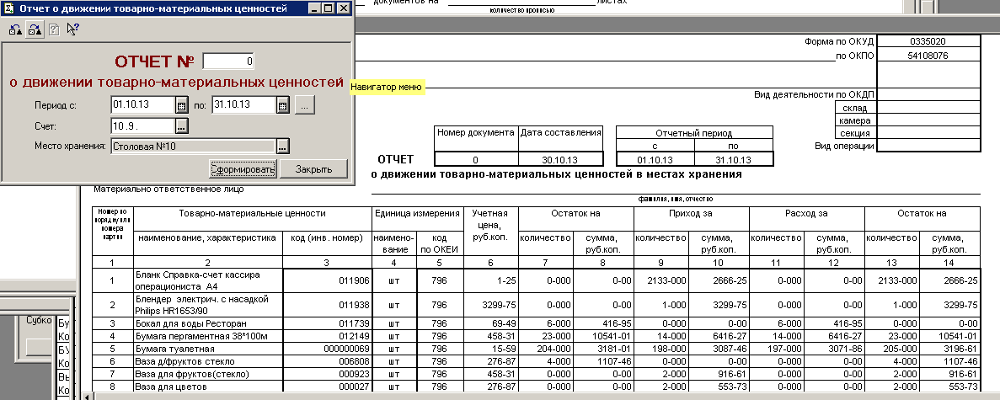 Отчет о движении товарно-материальных ценностей
ОТЧЕТ № 0
о движении товарно-материальных ценностей
Период с: 01.10.13 по: 31.10.13 ...
Счет: 10 .9 . ...
Место хранения: Столовая №10 ...
Сформировать Закрыть
Навигатор меню
документов на листах
количество прописью
Форма по ОКУД 0335020
по ОКПО 54108076
Вид деятельности по ОКДП
склад
камера
секция
Вид операции
Номер документа Дата составления Отчетный период
с по
ОТЧЕТ 0 30.10.13 01.10.13 31.10.13
о движении товарно-материальных ценностей в местах хранения
Материально ответственное лицо
фамилия, имя, отчество
Номер по порядку или номера картин Товарно-материальные ценности Единица измерения Учетная цена, руб.коп. Остаток на Приход за Расход за Остаток на
наименование, характеристика код (инв. номер) наимено-вание код по ОКЕИ количество сумма, руб.коп. количество сумма, руб.коп. количество сумма, руб.коп. количество сумма, руб.коп.
1 2 3 4 5 6 7 8 9 10 11 12 13 14
1 Бланк Справка-счет кассира операциониста А4 011906 шт 796 1-25 0-000 0-00 2133-000 2666-25 0-000 0-00 2133-000 2666-25
2 Блендер электрич. с насадкой Philips HR1653/90 011938 шт 796 3299-75 0-000 0-00 1-000 3299-75 0-000 0-00 1-000 3299-75
3 Бокал для воды Ресторан 011739 шт 796 69-49 6-000 416-95 0-000 0-00 6-000 416-95 0-000 0-00
4 Бумага пергаментная 38*100м 012149 шт 796 458-31 23-000 10541-01 14-000 6416-27 14-000 6416-27 23-000 10541-01
5 Бумага туалетная 000000069 шт 796 15-59 204-000 3181-01 198-000 3087-46 197-000 3071-86 205-000 3196-61
6 Ваза д/фруктов стекло 006808 шт 796 276-87 4-000 1107-46 0-000 0-00 0-000 0-00 4-000 1107-46
7 Ваза для фруктов(стекло) 000923 шт 796 458-31 0-000 0-00 2-000 916-61 0-000 0-00 2-000 916-61
8 Ваза для цветов 000027 шт 796 276-87 0-000 0-00 2-000 553-73 0-000 0-00 2-000 553-73
Субко
Бу
Ко
БУ
Ко
Вы
Ко